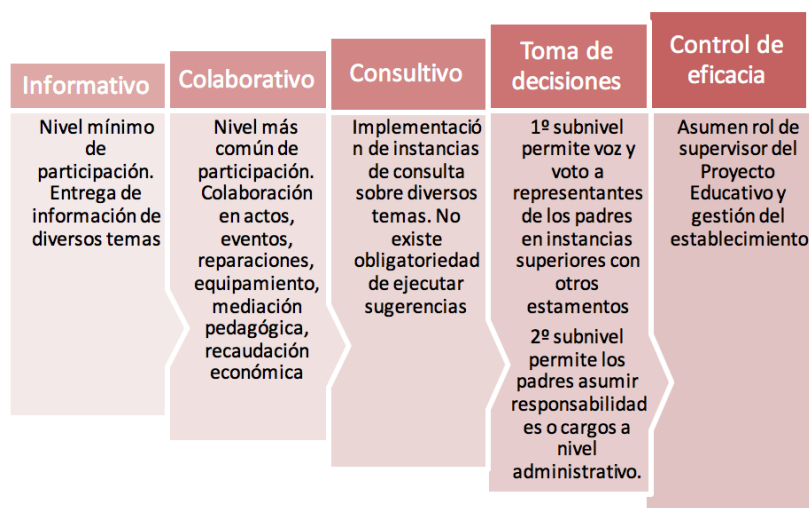 Informativo
Nivel mínimo
de
participación.
Entrega de
información de
diversos temas
Colaborativo
Nivel más
común de
participación.
Colaboración
en actos,
eventos,
reparaciones,
equipamiento,
mediación
pedagógica,
recaudación
económica
Consultivo
Implementació
n de instancias
de consulta
sobre diversos
temas. No
existe
obligatoriedad
de ejecutar
sugerencias
Toma de
decisiones
1º subnivel
permite voz y
voto a
representantes
de los padres
en instancias
superiores con
otros
estamentos
2º subnivel
permite los
padres asumir
responsabilidad
es o cargos a
nivel
administrativo.
Control de
eficacia
Asumen rol de
supervisor del
Proyecto
Educativo y
gestión del
establecimiento